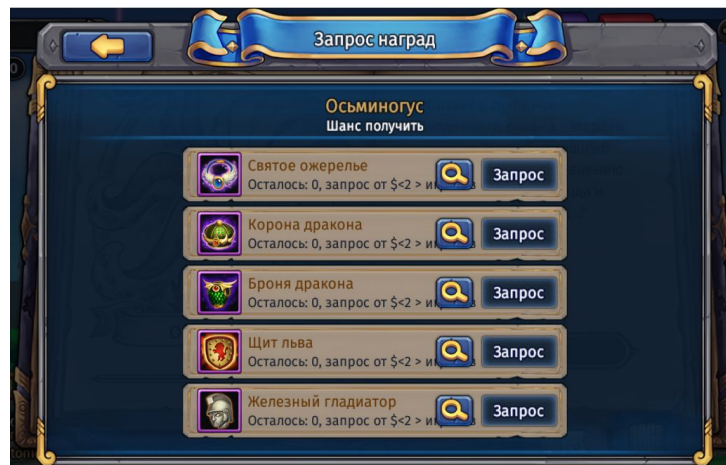 Запрос наград
Осьминогус
Шанс получить
Святое ожерелье
Осталось: 0, запрос от $<2 >
Запрос
Корона дракона
Осталось: 0, запрос от $<2 >
Запрос
Броня дракона
Осталось: 0, запрос от $<2 >
Запрос
Щит льва
Осталось: 0, запрос от $<2 >
Запрос
Железный гладиатор
Осталось: 0, запрос от $<2 >
Запрос